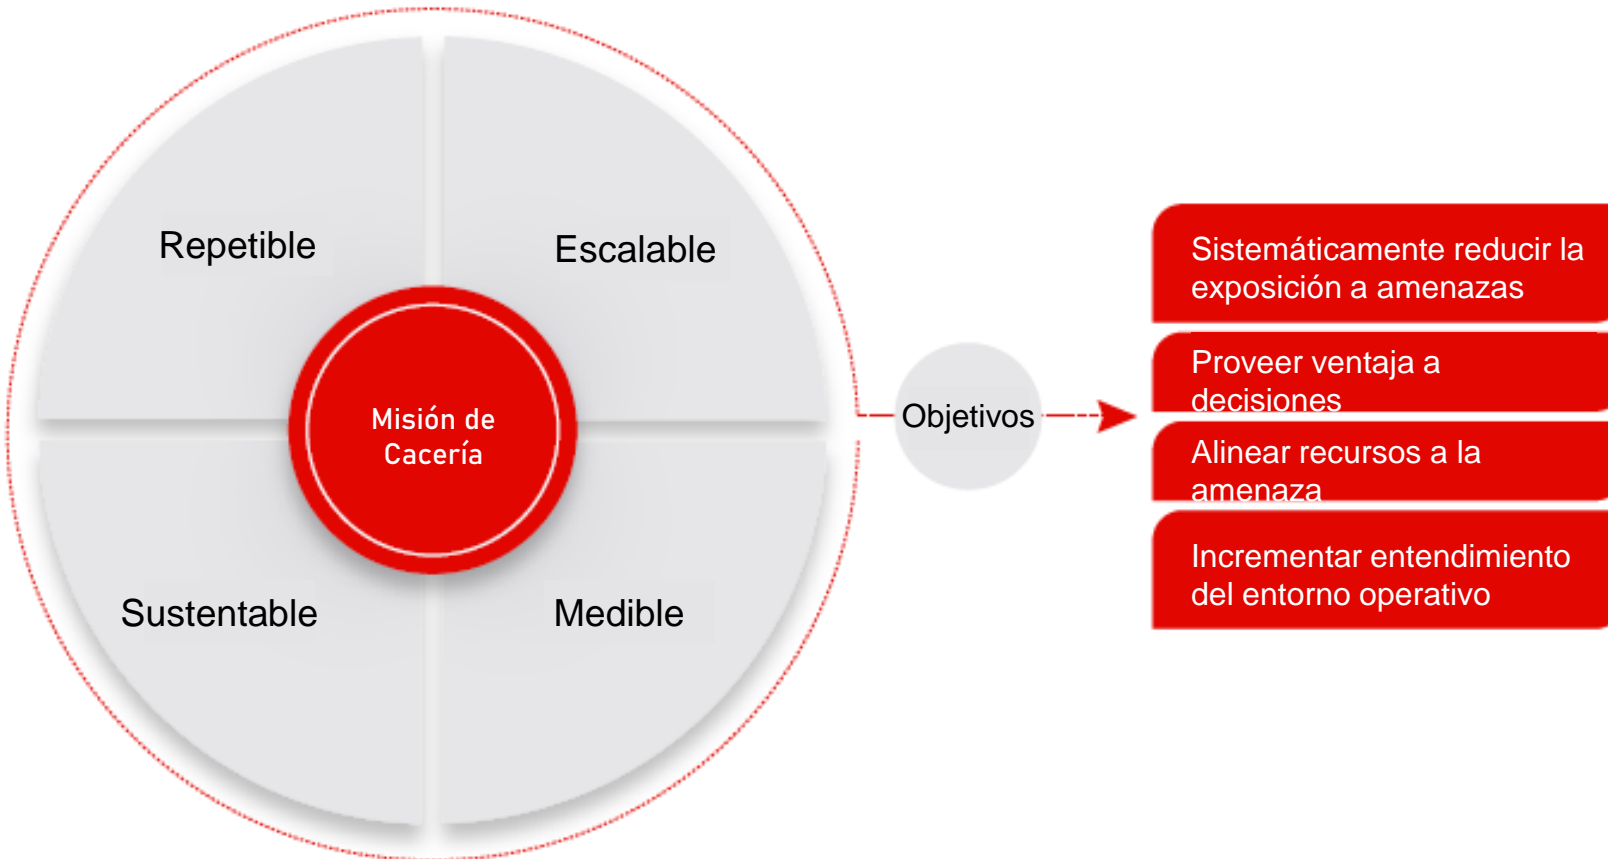 Repetible
Escalable
Misión de
Cacería
Sustentable
Medible
Objetivos
Sistemáticamente reducir la
exposición a amenazas
Proveer ventaja a
decisiones
Alinear recursos a la
amenaza
Incrementar entendimiento
del entorno operativo